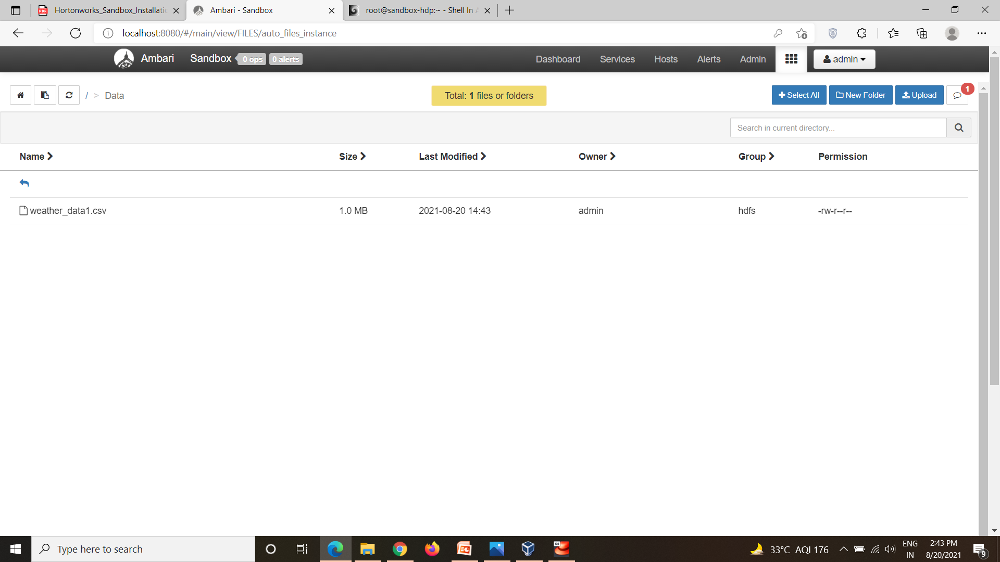 Hortonworks_Sandbox_Installatio
Ambari - Sandbox
root@sandbox-hdp:~ - Shell In A
localhost:8080/#/main/view/FILES/auto_files_instance
Ambari Sandbox 0 ops 0 alerts Dashboard Services Hosts Alerts Admin admin
/ > Data Total: 1 files or folders Select All New Folder Upload 1
Search in current directory...
Name Size Last Modified Owner Group Permission
weather_data1.csv 1.0 MB 2021-08-20 14:43 admin hdfs -rw-r--r--
Type here to search
33°C AQI 176
ENG
IN
2:43 PM
8/20/2021
9